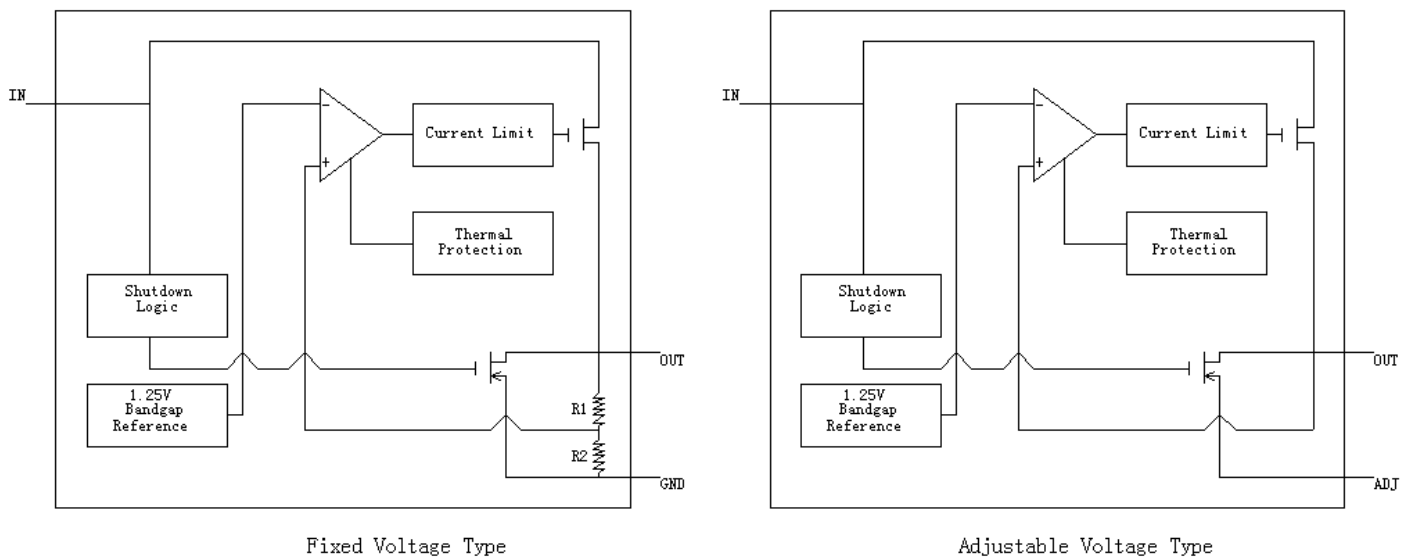 IN
-
+
Current Limit
Thermal
Protection
Shutdown
Logic
1.25V
Bandgap
Reference
R1
R2
OUT
GND
Fixed Voltage Type
IN
-
+
Current Limit
Thermal
Protection
Shutdown
Logic
1.25V
Bandgap
Reference
OUT
ADJ
Adjustable Voltage Type